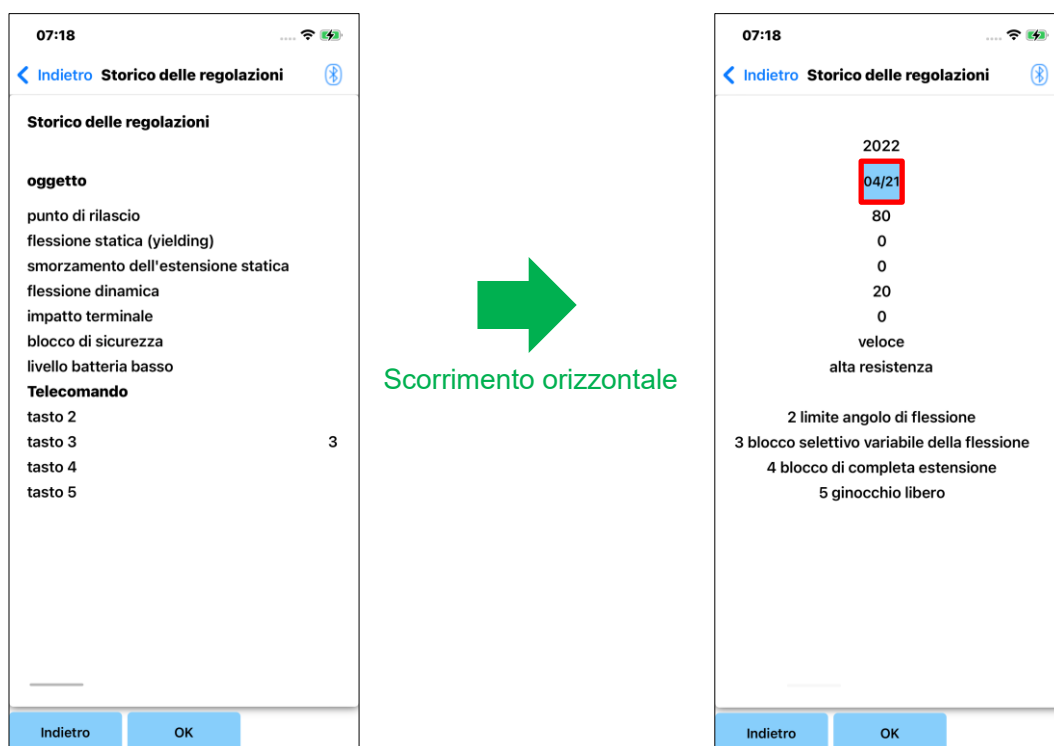 07:18
Indietro Storico delle regolazioni
Storico delle regolazioni
oggetto
punto di rilascio
flessione statica (yielding)
smorzamento dell'estensione statica
flessione dinamica
impatto terminale
blocco di sicurezza
livello batteria basso
Telecomando
tasto 2
tasto 3 3
tasto 4
tasto 5
Indietro OK
Scorrimento orizzontale
07:18
Indietro Storico delle regolazioni
2022
04/21
80
0
0
20
0
veloce
alta resistenza
2 limite angolo di flessione
3 blocco selettivo variabile della flessione
4 blocco di completa estensione
5 ginocchio libero
Indietro OK